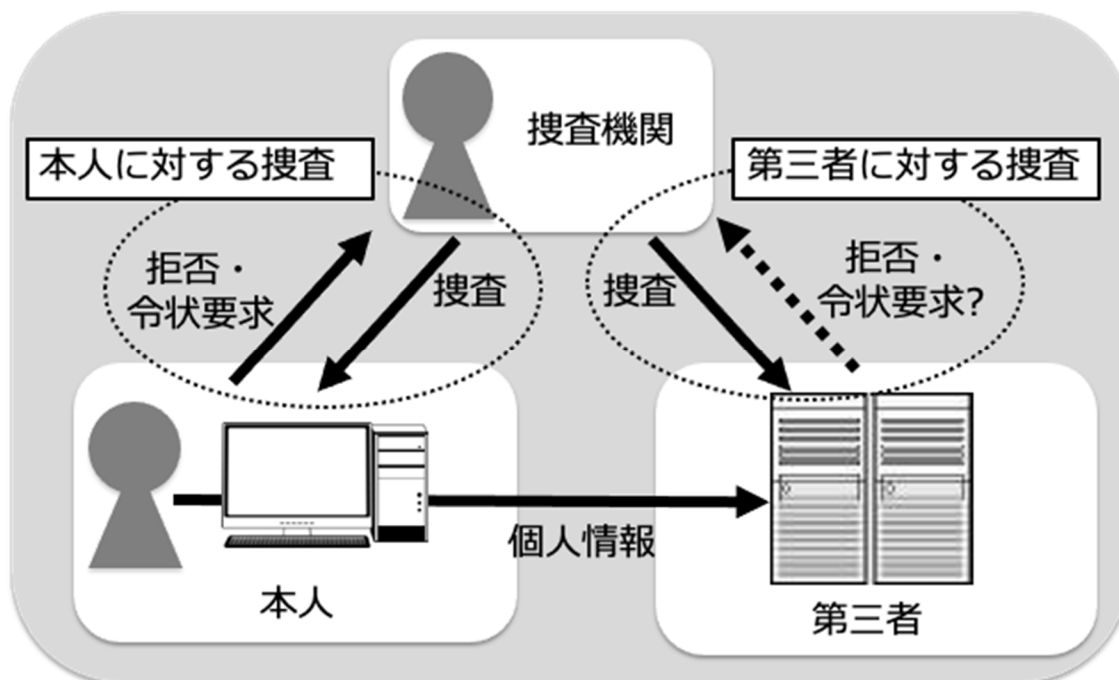 捜査機関
本人に対する捜査
第三者に対する捜査
拒否・
令状要求
捜査
捜査
拒否・
令状要求?
個人情報
本人
第三者